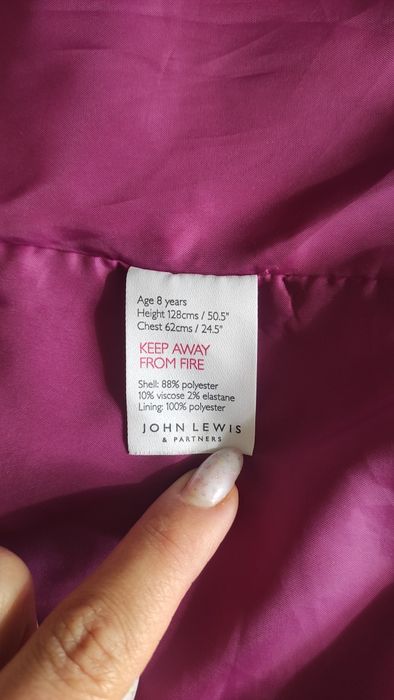 Age 8 years
Height 128cms / 50.5"
Chest 62cms / 24.5"
KEEP AWAY
FROM FIRE
Shell: 88% polyester
10% viscose 2% elastane
Lining: 100% polyester
JOHN LEWIS
& PARTNERS